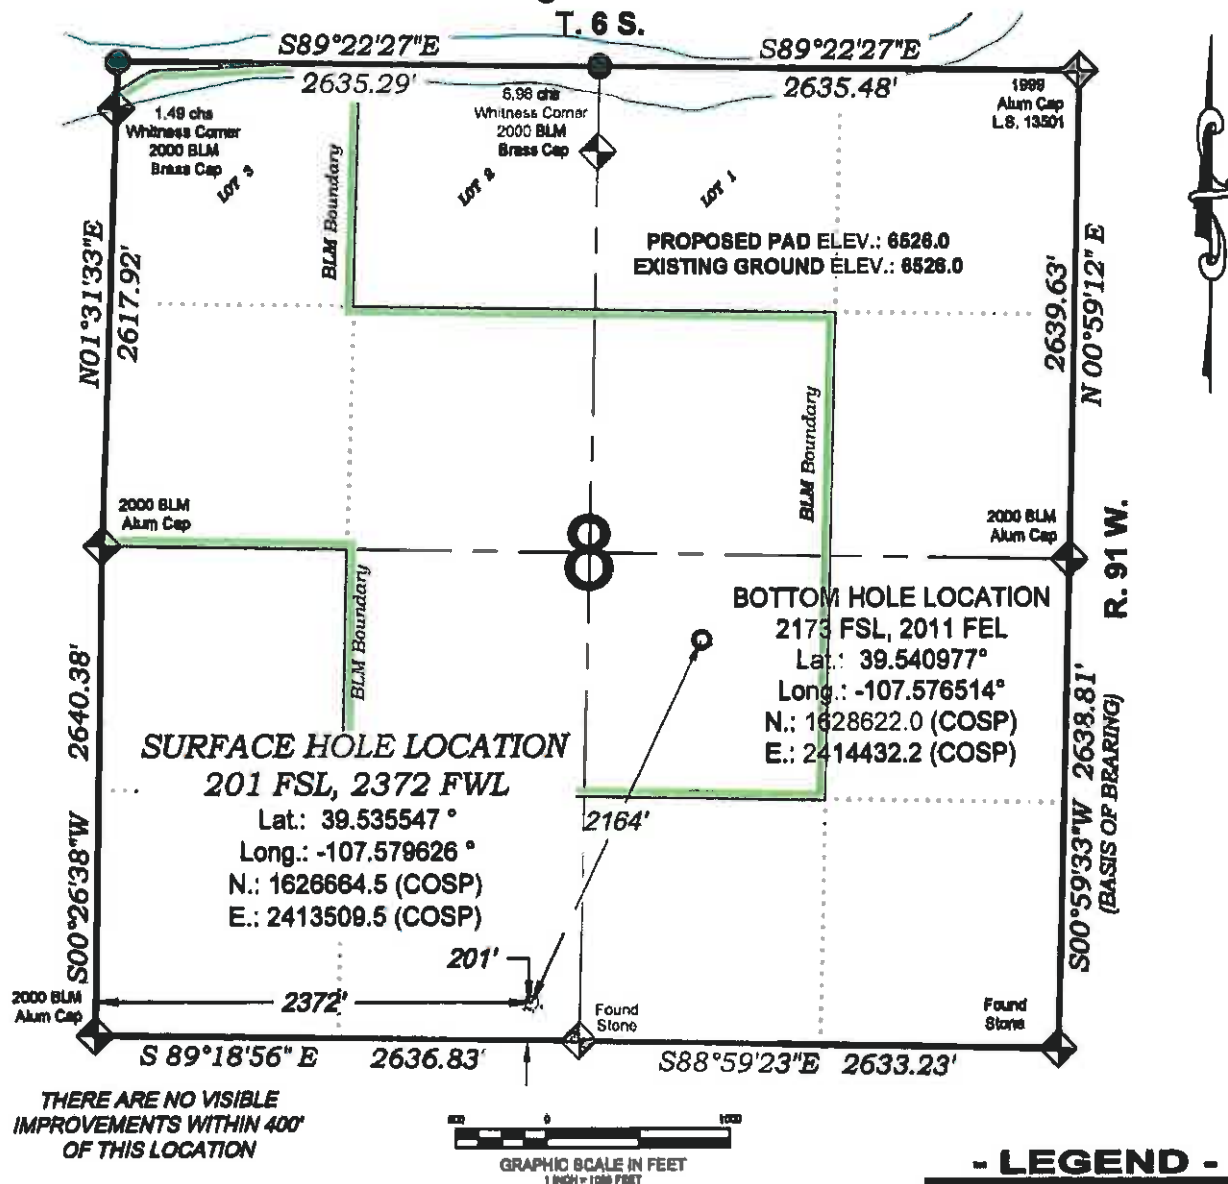 T. 6 S.
S89°22'27"E
2635.29'
S89°22'27"E
2635.48'
1.49 chs
Whitness Corner
2000 BLM
Brass Cap
6.98 chs
Whitness Corner
2000 BLM
Brass Cap
1999
Alum Cap
L.S. 13501
LOT 3
LOT 2
LOT 1
BLM Boundary
PROPOSED PAD ELEV.: 6526.0
EXISTING GROUND ELEV.: 6526.0
N01°31'33"E
2617.92'
2639.63'
N 00°59'12" E
BLM Boundary
2000 BLM
Alum Cap
2000 BLM
Alum Cap
R. 91 W.
8
BLM Boundary
BOTTOM HOLE LOCATION
2173 FSL, 2011 FEL
Lat.: 39.540977°
Long.: -107.576514°
N.: 1628622.0 (COSP)
E.: 2414432.2 (COSP)
S00°26'38"W 2640.38'
SURFACE HOLE LOCATION
201 FSL, 2372 FWL
Lat.: 39.535547 °
Long.: -107.579626 °
N.: 1626664.5 (COSP)
E.: 2413509.5 (COSP)
2164'
S00°59'33"W 2638.81'
(BASIS OF BEARING)
201'
2372'
2000 BLM
Alum Cap
Found
Stone
Found
Stone
S 89°18'56" E 2636.83'
S88°59'23"E 2633.23'
THERE ARE NO VISIBLE
IMPROVEMENTS WITHIN 400'
OF THIS LOCATION
500 0 1000
GRAPHIC SCALE IN FEET
- LEGEND -